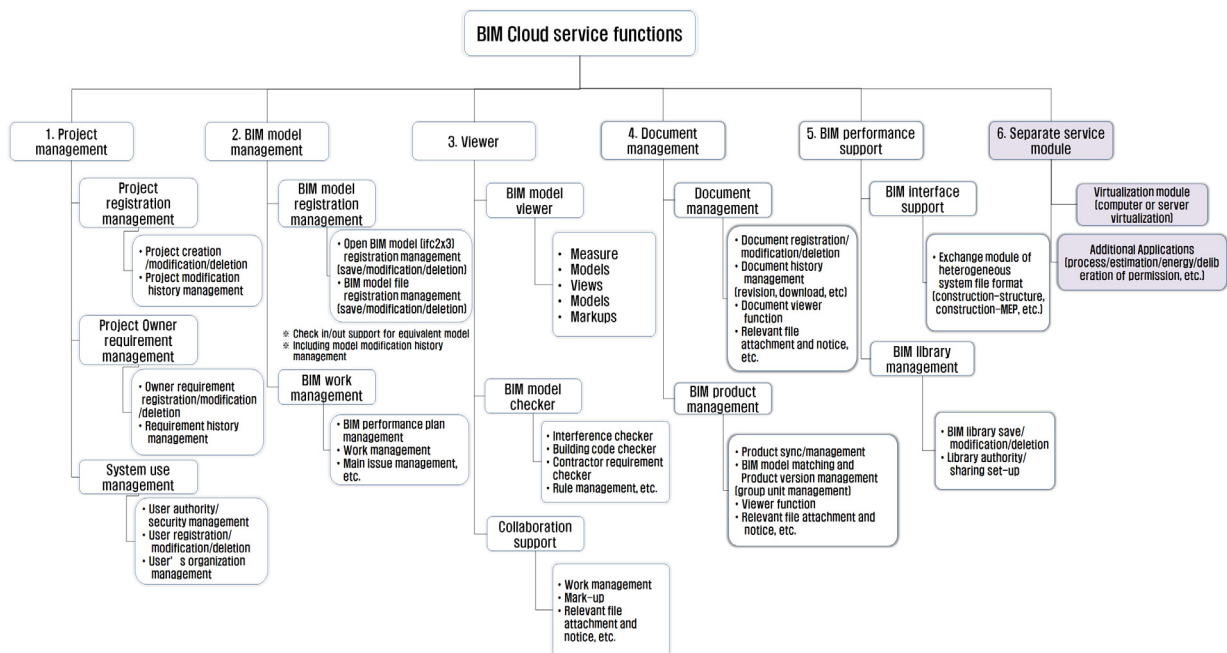 BIM Cloud service functions
1. Project
management
Project
registration
management
• Project creation
/modification/deletion
• Project modification
history management
Project Owner
requirement
management
• Owner requirement
registration/modification
/deletion
• Requirement history
management
System use
management
• User authority/
security management
• User registration/
modification/deletion
• User's organization
management
2. BIM model
management
BIM model
registration
management
• Open BIM model (ifc2x3)
registration management
(save/modification/deletion)
• BIM model file
registration management
(save/modification/deletion)
※ Check in/out support for equivalent model
※ Including model modification history
management
BIM work
management
• BIM performance plan
management
• Work management
• Main issue management,
etc.
3. Viewer
BIM model
viewer
• Measure
• Models
• Views
• Models
• Markups
BIM model
checker
• Interference checker
• Building code checker
• Contractor requirement
checker
• Rule management, etc.
Collaboration
support
• Work management
• Mark-up
• Relevant file
attachment and
notice, etc.
4. Document
management
Document
management
• Document registration/
modification/deletion
• Document history
management
(revision, download, etc)
• Document viewer
function
• Relevant file
attachment and notice,
etc.
BIM product
management
• Product sync/management
• BIM model matching and
Product version management
(group unit management)
• Viewer function
• Relevant file attachment and
notice, etc.
5. BIM performance
support
BIM interface
support
• Exchange module of
heterogeneous
system file format
(construction-structure,
construction-MEP, etc.)
BIM library
management
• BIM library save/
modification/deletion
• Library authority/
sharing set-up
6. Separate service
module
Virtualization module
(computer or server
virtualization)
Additional Applications
(process/estimation/energy/delib
eration of permission, etc.)